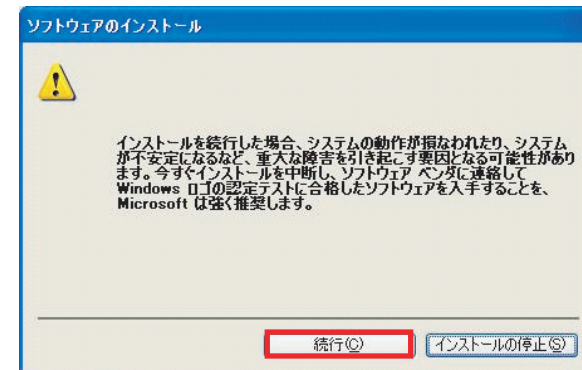 ソフトウェアのインストール
インストールを続行した場合、システムの動作が損なわれたり、システム
が不安定になるなど、重大な障害を引き起こす要因となる可能性があり
ます。今すぐインストールを中断し、ソフトウェア ベンダに連絡して
Windows ロゴの認定テストに合格したソフトウェアを入手することを、
Microsoft は強く推奨します。
続行(C) インストールの停止(S)